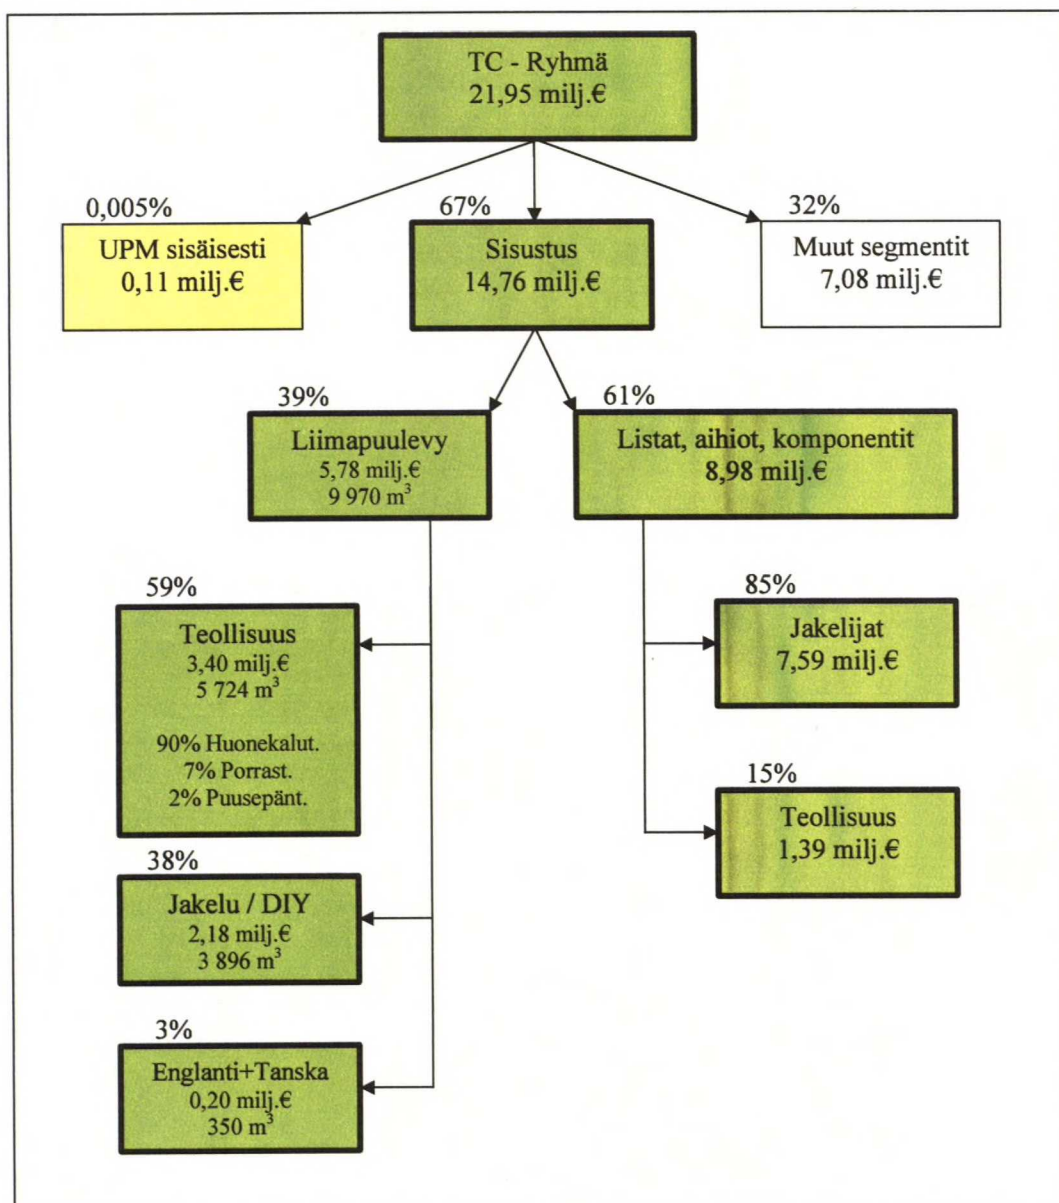 TC - Ryhmä
21,95 milj.€
0,005%
UPM sisäisesti
0,11 milj.€
67%
Sisustus
14,76 milj.€
32%
Muut segmentit
7,08 milj.€
39%
Liimapuulevy
5,78 milj.€
9 970 m³
61%
Listat, aihiot, komponentit
8,98 milj.€
59%
Teollisuus
3,40 milj.€
5 724 m³
90% Huonekalut.
7% Porrast.
2% Puusepänt.
38%
Jakelu / DIY
2,18 milj.€
3 896 m³
3%
Englanti+Tanska
0,20 milj.€
350 m³
85%
Jakelijat
7,59 milj.€
15%
Teollisuus
1,39 milj.€